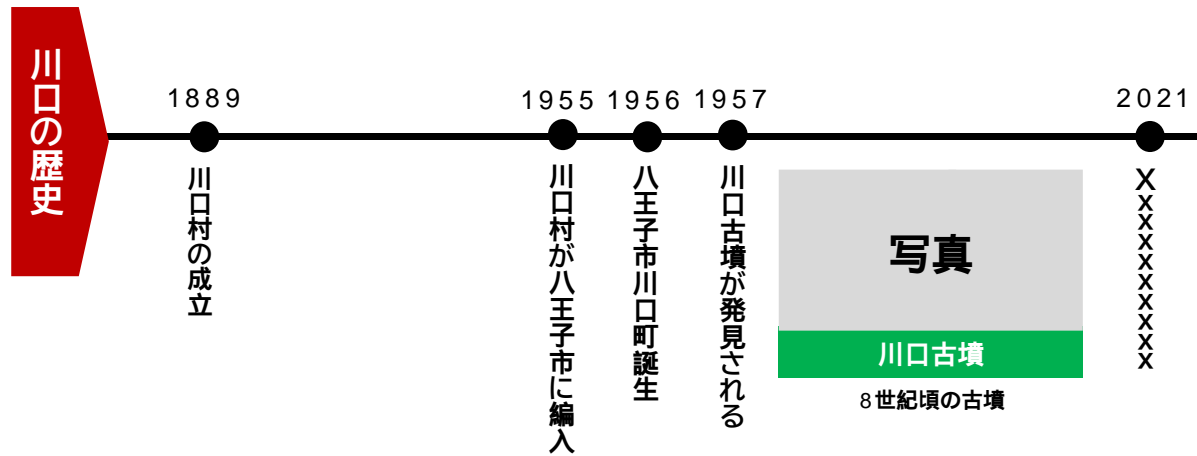 川口の歴史
1889
川口村の成立
1955
川口村が八王子市に編入
1956
八王子市川口町誕生
1957
川口古墳が発見される
写真
川口古墳
8世紀頃の古墳
2021
Xxxxxxxxxx